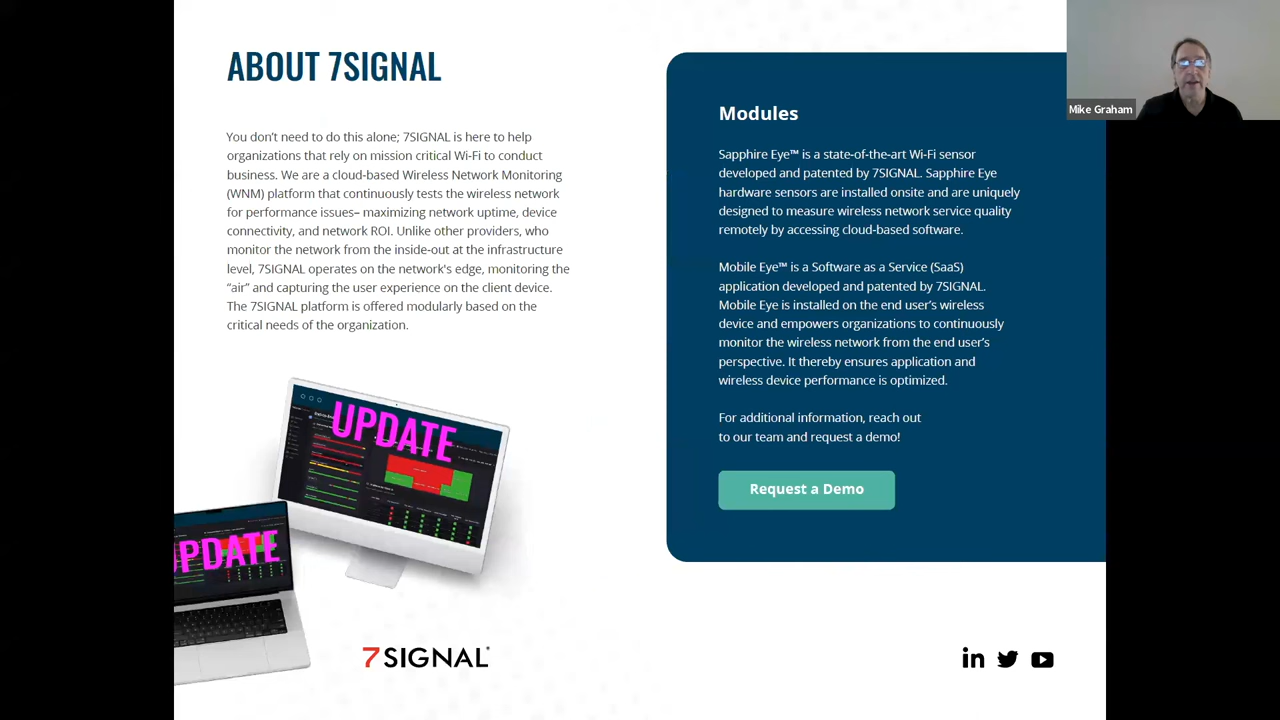 ABOUT 7SIGNAL
You don't need to do this alone; 7SIGNAL is here to help
organizations that rely on mission critical Wi-Fi to conduct
business. We are a cloud-based Wireless Network Monitoring
(WNM) platform that continuously tests the wireless network
for performance issues– maximizing network uptime, device
connectivity, and network ROI. Unlike other providers, who
monitor the network from the inside-out at the infrastructure
level, 7SIGNAL operates on the network's edge, monitoring the
“air” and capturing the user experience on the client device.
The 7SIGNAL platform is offered modularly based on the
critical needs of the organization.
UPDATE
UPDATE
7SIGNAL®
Modules
Sapphire Eye™ is a state-of-the-art Wi-Fi sensor
developed and patented by 7SIGNAL. Sapphire Eye
hardware sensors are installed onsite and are uniquely
designed to measure wireless network service quality
remotely by accessing cloud-based software.
Mobile Eye™ is a Software as a Service (SaaS)
application developed and patented by 7SIGNAL.
Mobile Eye is installed on the end user's wireless
device and empowers organizations to continuously
monitor the wireless network from the end user's
perspective. It thereby ensures application and
wireless device performance is optimized.
For additional information, reach out
to our team and request a demo!
Request a Demo
in
Mike Graham